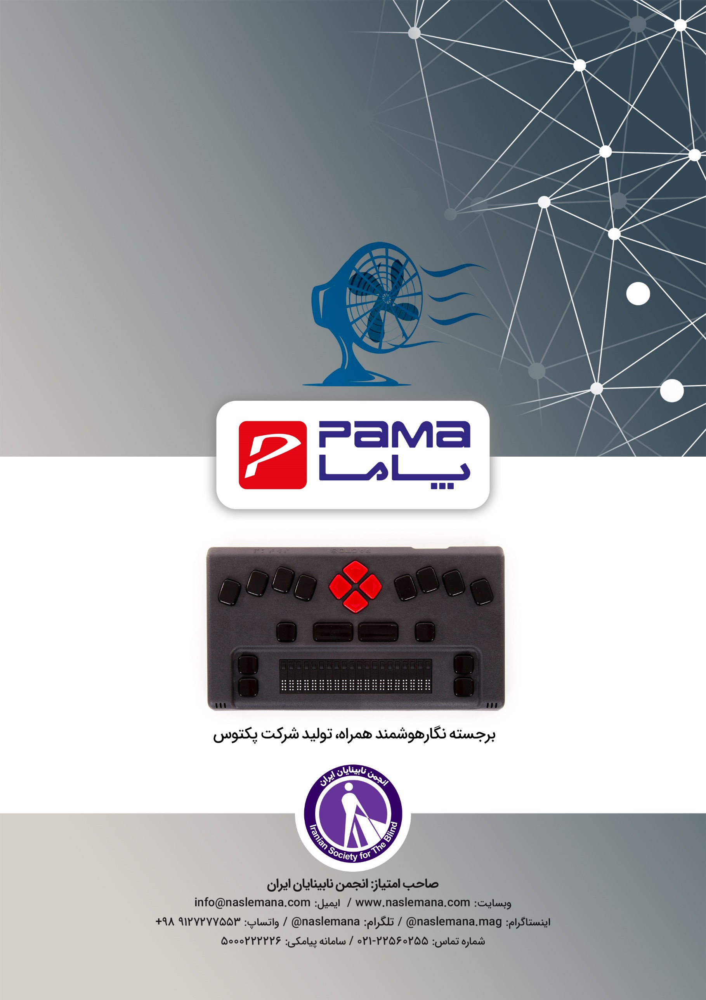 PAMA
پاما
PACTOS
برجسته نگارهوشمند همراه، تولید شرکت پکتوس
انجمن نابینایان ایران
Iranian Society for The Blind
صاحب امتیاز: انجمن نابینایان ایران
وبسایت: www.naslemana.com / ایمیل: info@naslemana.com
اینستاگرام: @naslemana.mag / تلگرام: @naslemana / واتساپ: ۹۱۲۷۲۷۷۵۵۳ ۹۸+
شماره تماس: ۲۲۵۶۰۲۵۵-۰۲۱ / سامانه پیامکی: ۵۰۰۰۲۲۲۲۲۶